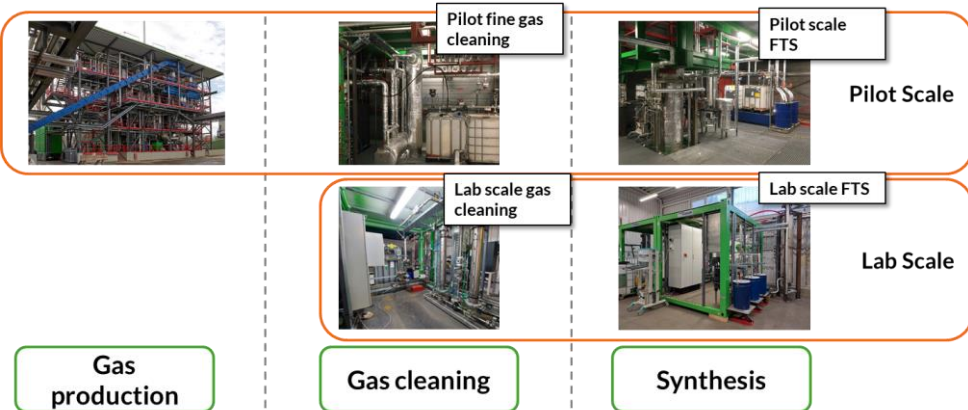 Pilot fine gas
cleaning
Pilot scale
FTS
Pilot Scale
Lab scale gas
cleaning
Lab scale FTS
Lab Scale
Gas
production
Gas cleaning
Synthesis